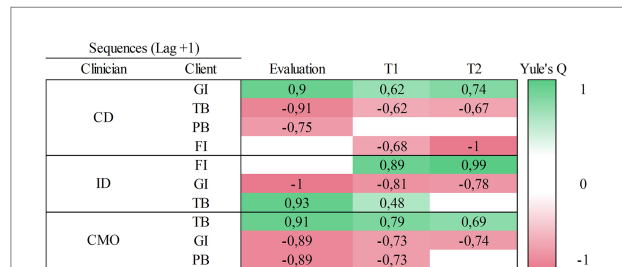 Sequences (Lag +1)
Clinician Client Evaluation T1 T2 Yule's Q
GI 0,9 0,62 0,74 1
TB -0,91 -0,62 -0,67
CD
PB -0,75
FI -0,68 -1
FI 0,89 0,99
ID GI -1 -0,81 -0,78 0
TB 0,93 0,48
TB 0,91 0,79 0,69
CMO GI -0,89 -0,73 -0,74
PB -0,89 -0,73 -1